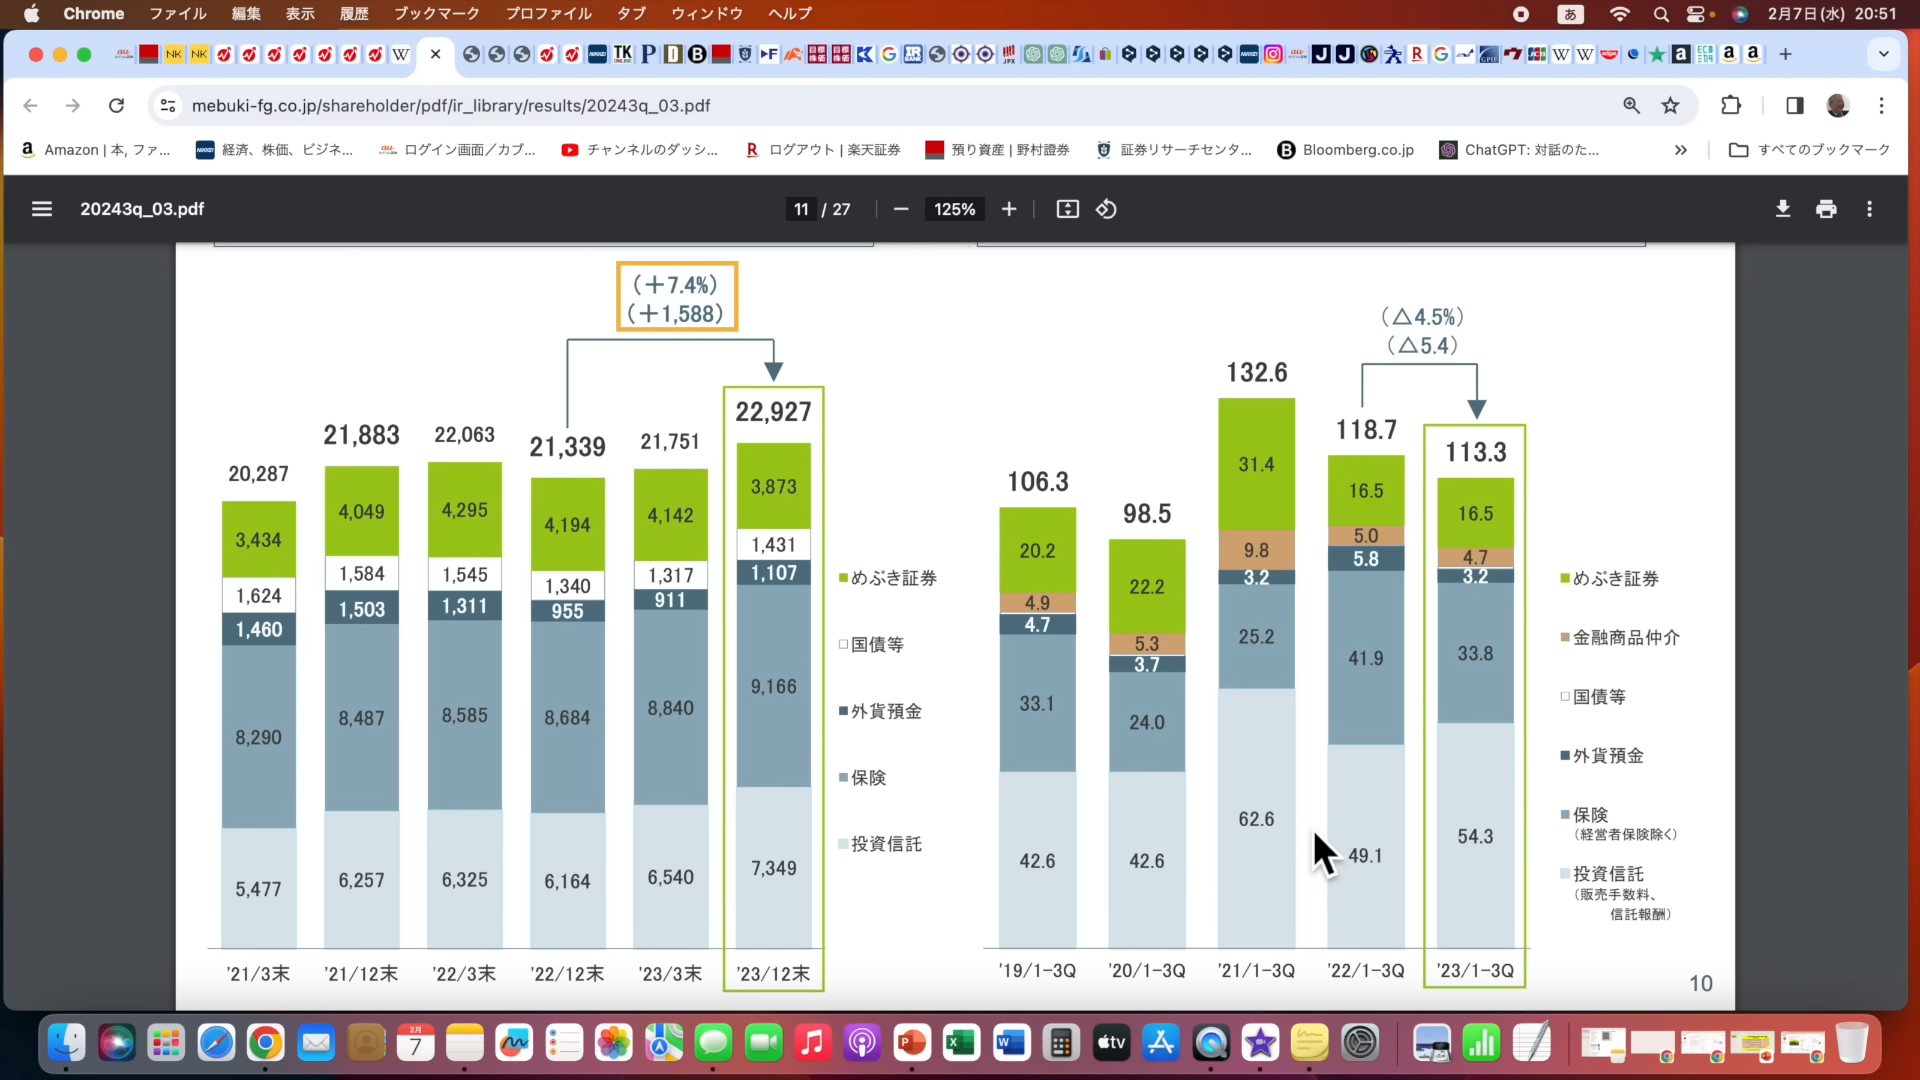 Chrome ファイル 編集 表示 履歴 ブックマーク プロファイル タブ ウィンドウ ヘルプ あ 2月7日(水) 20:51
mebuki-fg.co.jp/shareholder/pdf/ir_library/results/20243q_03.pdf
Amazon | 本, ファ... 経済、株価、ビジネ... ログイン画面／カブ... チャンネルのダッシ... ログアウト | 楽天証券 預り資産 | 野村證券 証券リサーチセンタ... Bloomberg.co.jp ChatGPT: 対話のた... » すべてのブックマーク
20243q_03.pdf 11 / 27 125%
(＋7.4%)
(＋1,588)
20,287 21,883 22,063 21,339 21,751 22,927
3,434 4,049 4,295 4,194 4,142 3,873
1,624 1,584 1,545 1,340 1,317 1,431
1,460 1,503 1,311 955 911 1,107
8,290 8,487 8,585 8,684 8,840 9,166
5,477 6,257 6,325 6,164 6,540 7,349
'21/3末 '21/12末 '22/3末 '22/12末 '23/3末 '23/12末
めぶき証券
国債等
外貨預金
保険
投資信託
(△4.5%)
(△5.4)
106.3 98.5 132.6 118.7 113.3
20.2 22.2 31.4 16.5 16.5
4.9 5.3 9.8 5.0 4.7
4.7 3.7 3.2 5.8 3.2
33.1 24.0 25.2 41.9 33.8
42.6 42.6 62.6 49.1 54.3
'19/1-3Q '20/1-3Q '21/1-3Q '22/1-3Q '23/1-3Q
めぶき証券
金融商品仲介
国債等
外貨預金
保険
(経営者保険除く)
投資信託
(販売手数料、
信託報酬)
10
2月
7
tv